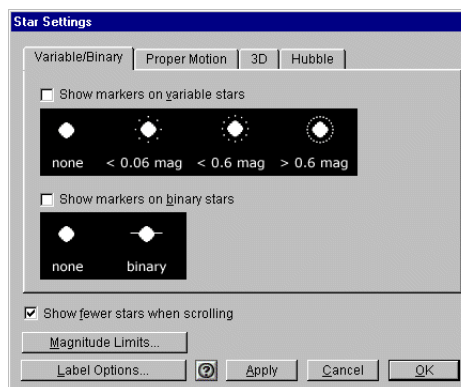 Star Settings
Variable/Binary Proper Motion 3D Hubble
Show markers on variable stars
none < 0.06 mag < 0.6 mag > 0.6 mag
Show markers on binary stars
none binary
Show fewer stars when scrolling
Magnitude Limits...
Label Options... ? Apply Cancel OK